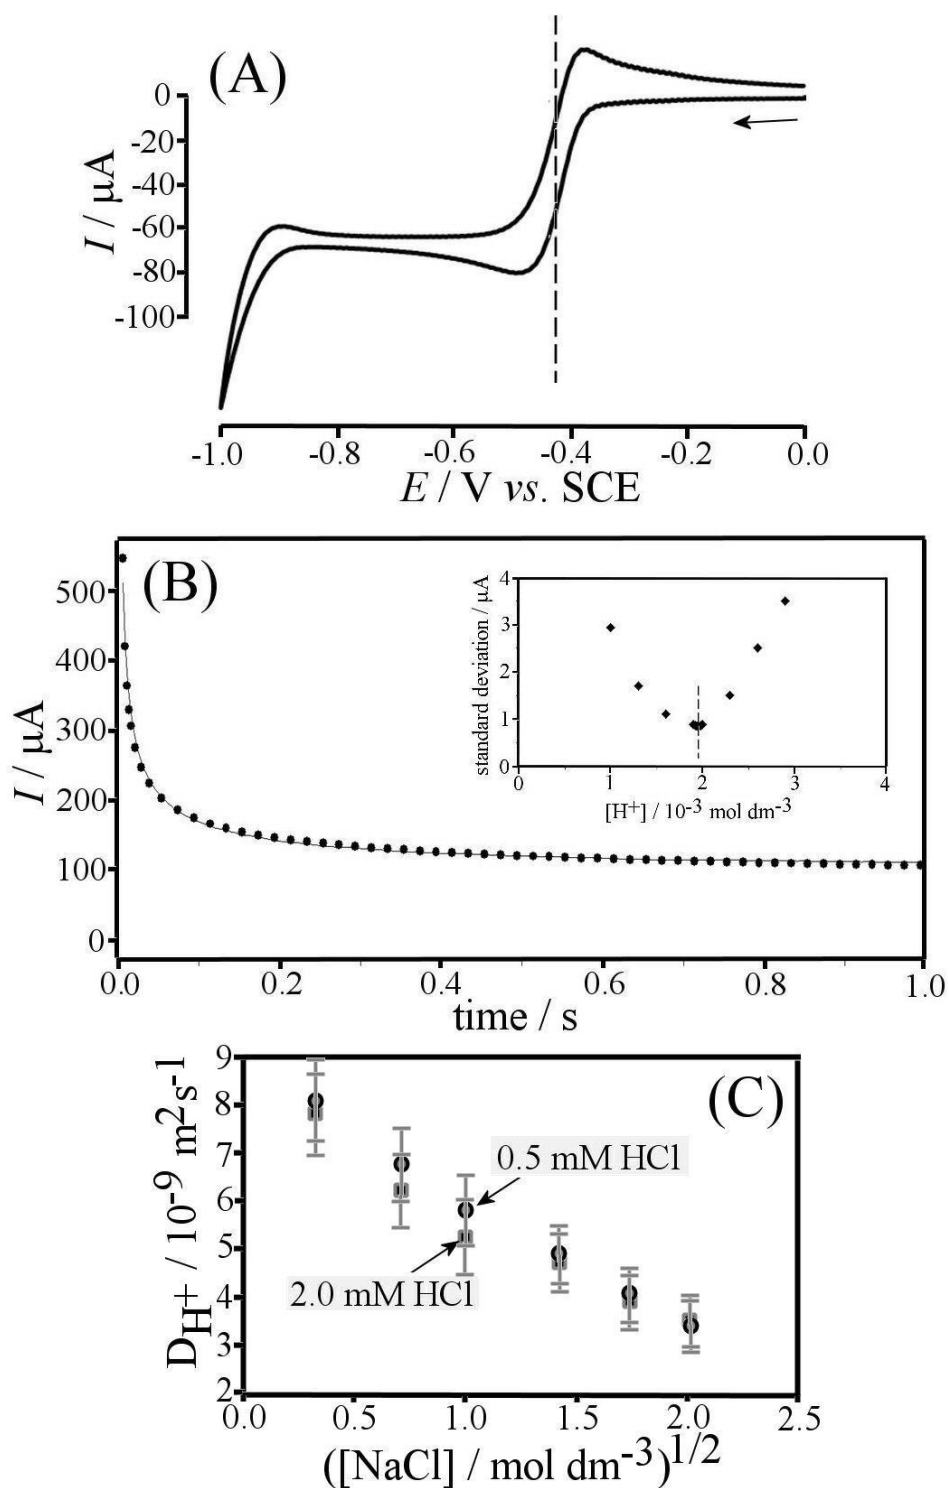 (A)
0
-20
-40
-60
-80
-100
I / µA
-1.0 -0.8 -0.6 -0.4 -0.2 0.0
E / V vs. SCE
(B)
500
400
300
200
100
0
I / µA
4
3
2
1
0
standard deviation / µA
0 1 2 3 4
[H+] / 10-3 mol dm-3
0.0 0.2 0.4 0.6 0.8 1.0
time / s
(C)
9
8
7
6
5
4
3
2
DH+ / 10-9 m2s-1
0.5 mM HCl
2.0 mM HCl
0.0 0.5 1.0 1.5 2.0 2.5
([NaCl] / mol dm-3)1/2